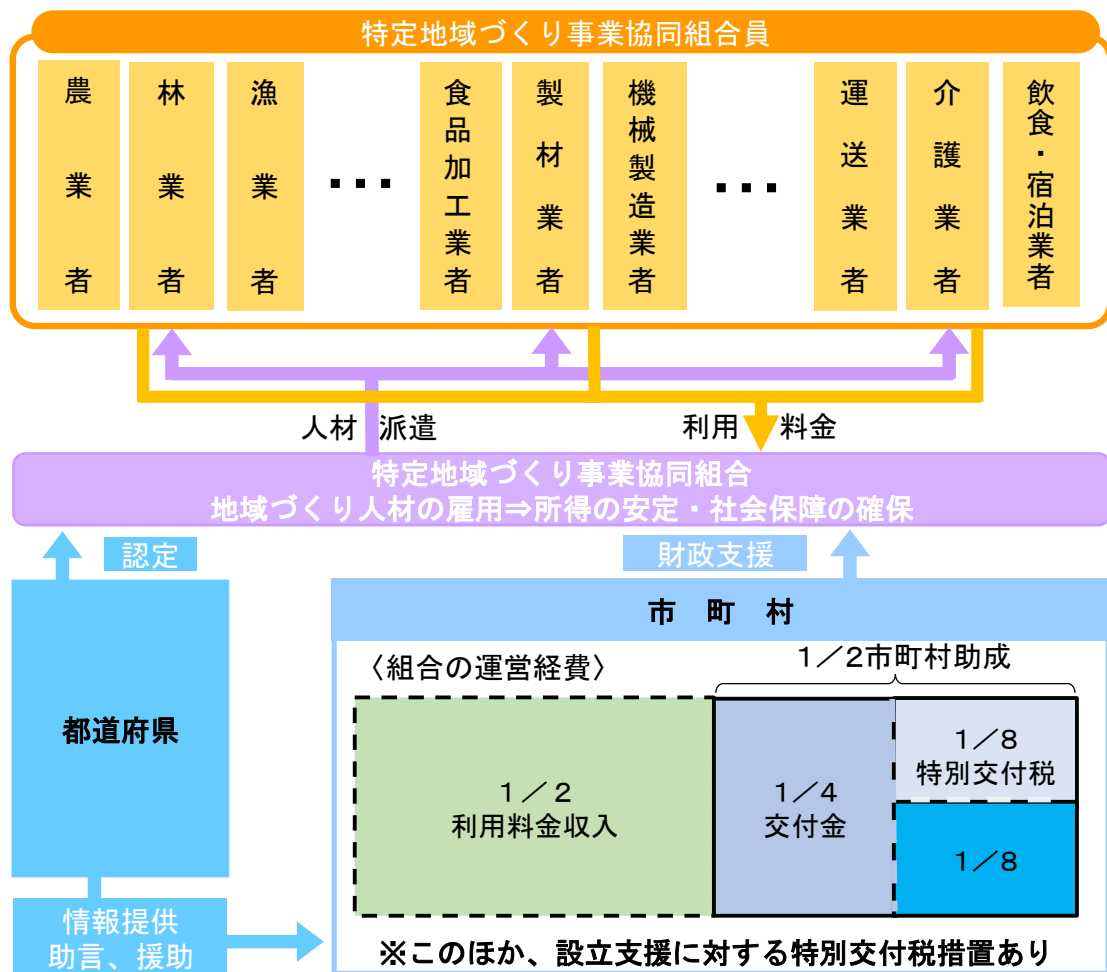 特定地域づくり事業協同組合員
農業者
林業者
漁業者
・・・
食品加工業者
製材業者
機械製造業者
・・・
運送業者
介護業者
飲食・宿泊業者
人材派遣
利用料金
特定地域づくり事業協同組合
地域づくり人材の雇用⇒所得の安定・社会保障の確保
認定
財政支援
都道府県
市町村
〈組合の運営経費〉
1／2市町村助成
1／2
利用料金収入
1／4
交付金
1／8
特別交付税
1／8
情報提供
助言、援助
※このほか、設立支援に対する特別交付税措置あり